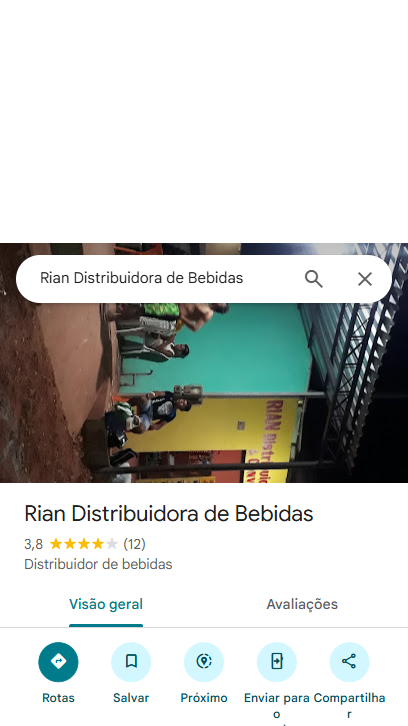 Rian Distribuidora de Bebidas
RIAN Distribuid
Rian Distribuidora de Bebidas
3,8 (12)
Distribuidor de bebidas
Visão geral Avaliações
Rotas Salvar Próximo Enviar para o Compartilhar